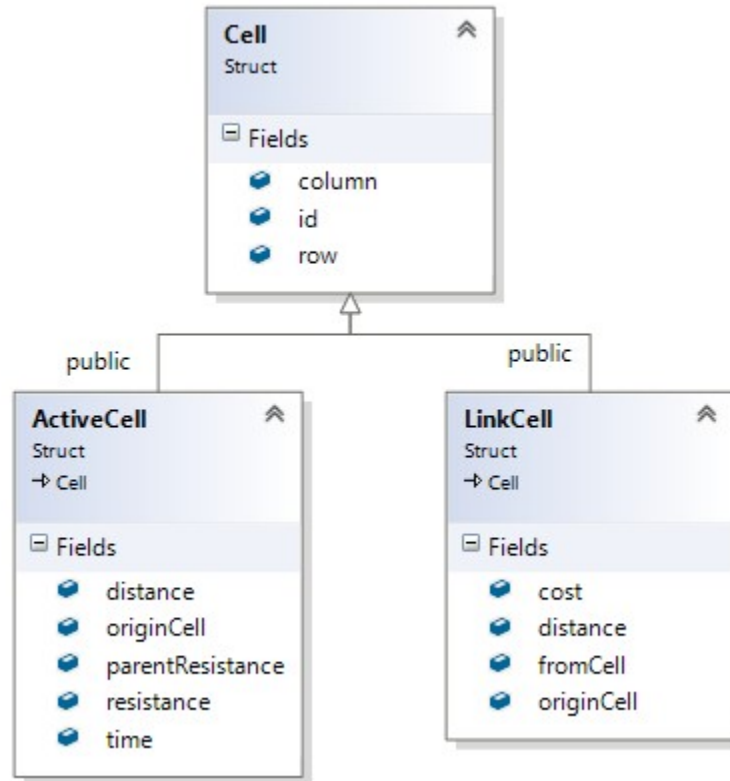 Cell
Struct
Fields
column
id
row
public
public
ActiveCell
Struct
Cell
Fields
distance
originCell
parentResistance
resistance
time
LinkCell
Struct
Cell
Fields
cost
distance
fromCell
originCell